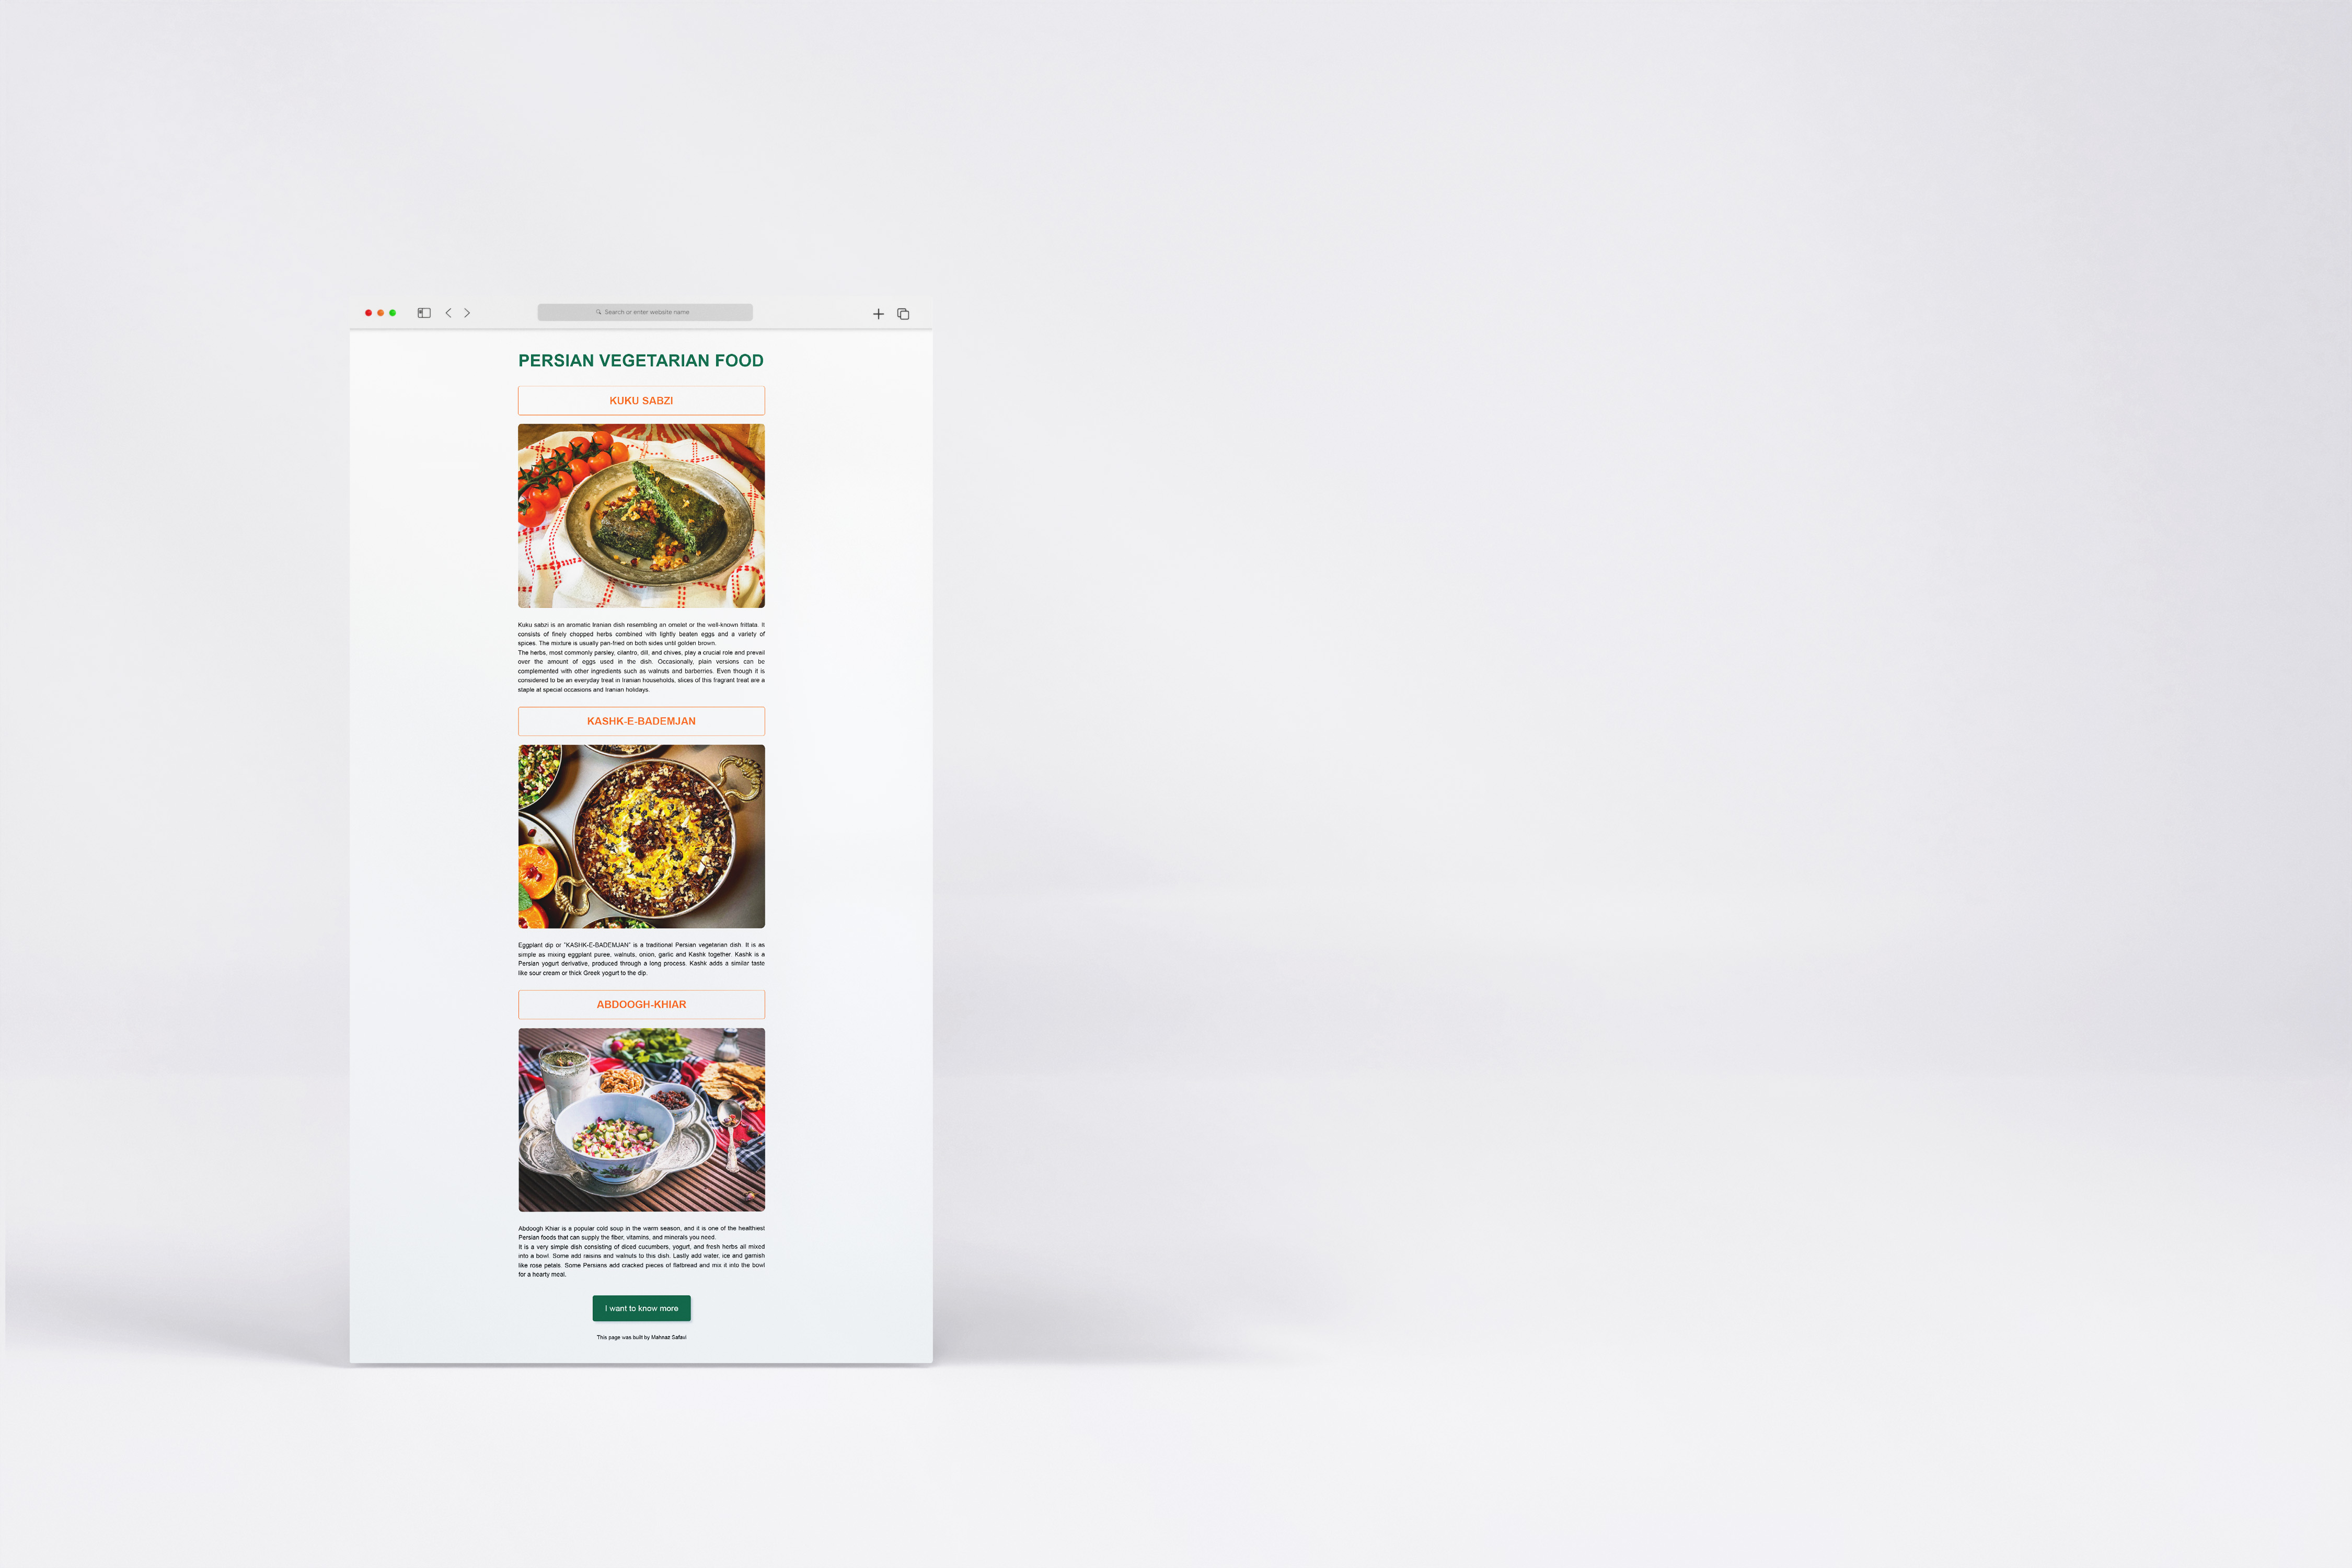 Search or enter website name
PERSIAN VEGETARIAN FOOD
KUKU SABZI
Kuku sabzi is an aromatic Iranian dish resembling an omelet or the well-known frittata. It
consists of finely chopped herbs combined with lightly beaten eggs and a variety of
spices. The mixture is usually pan-fried on both sides until golden brown.
The herbs, most commonly parsley, cilantro, dill, and chives, play a crucial role and prevail
over the amount of eggs used in the dish. Occasionally, plain versions can be
complemented with other ingredients such as walnuts and barberries. Even though it is
considered to be an everyday treat in Iranian households, slices of this fragrant treat are a
staple at special occasions and Iranian holidays.
KASHK-E-BADEMJAN
Eggplant dip or "KASHK-E-BADEMJAN" is a traditional Persian vegetarian dish. It is as
simple as mixing eggplant puree, walnuts, onion, garlic and Kashk together. Kashk is a
Persian yogurt derivative, produced through a long process. Kashk adds a similar taste
like sour cream or thick Greek yogurt to the dip.
ABDOOGH-KHIAR
Abdoogh Khiar is a popular cold soup in the warm season, and it is one of the healthiest
Persian foods that can supply the fiber, vitamins, and minerals you need.
It is a very simple dish consisting of diced cucumbers, yogurt, and fresh herbs all mixed
into a bowl. Some add raisins and walnuts to this dish. Lastly add water, ice and garnish
like rose petals. Some Persians add cracked pieces of flatbread and mix it into the bowl
for a hearty meal.
I want to know more
This page was built by Mahnaz Safavi